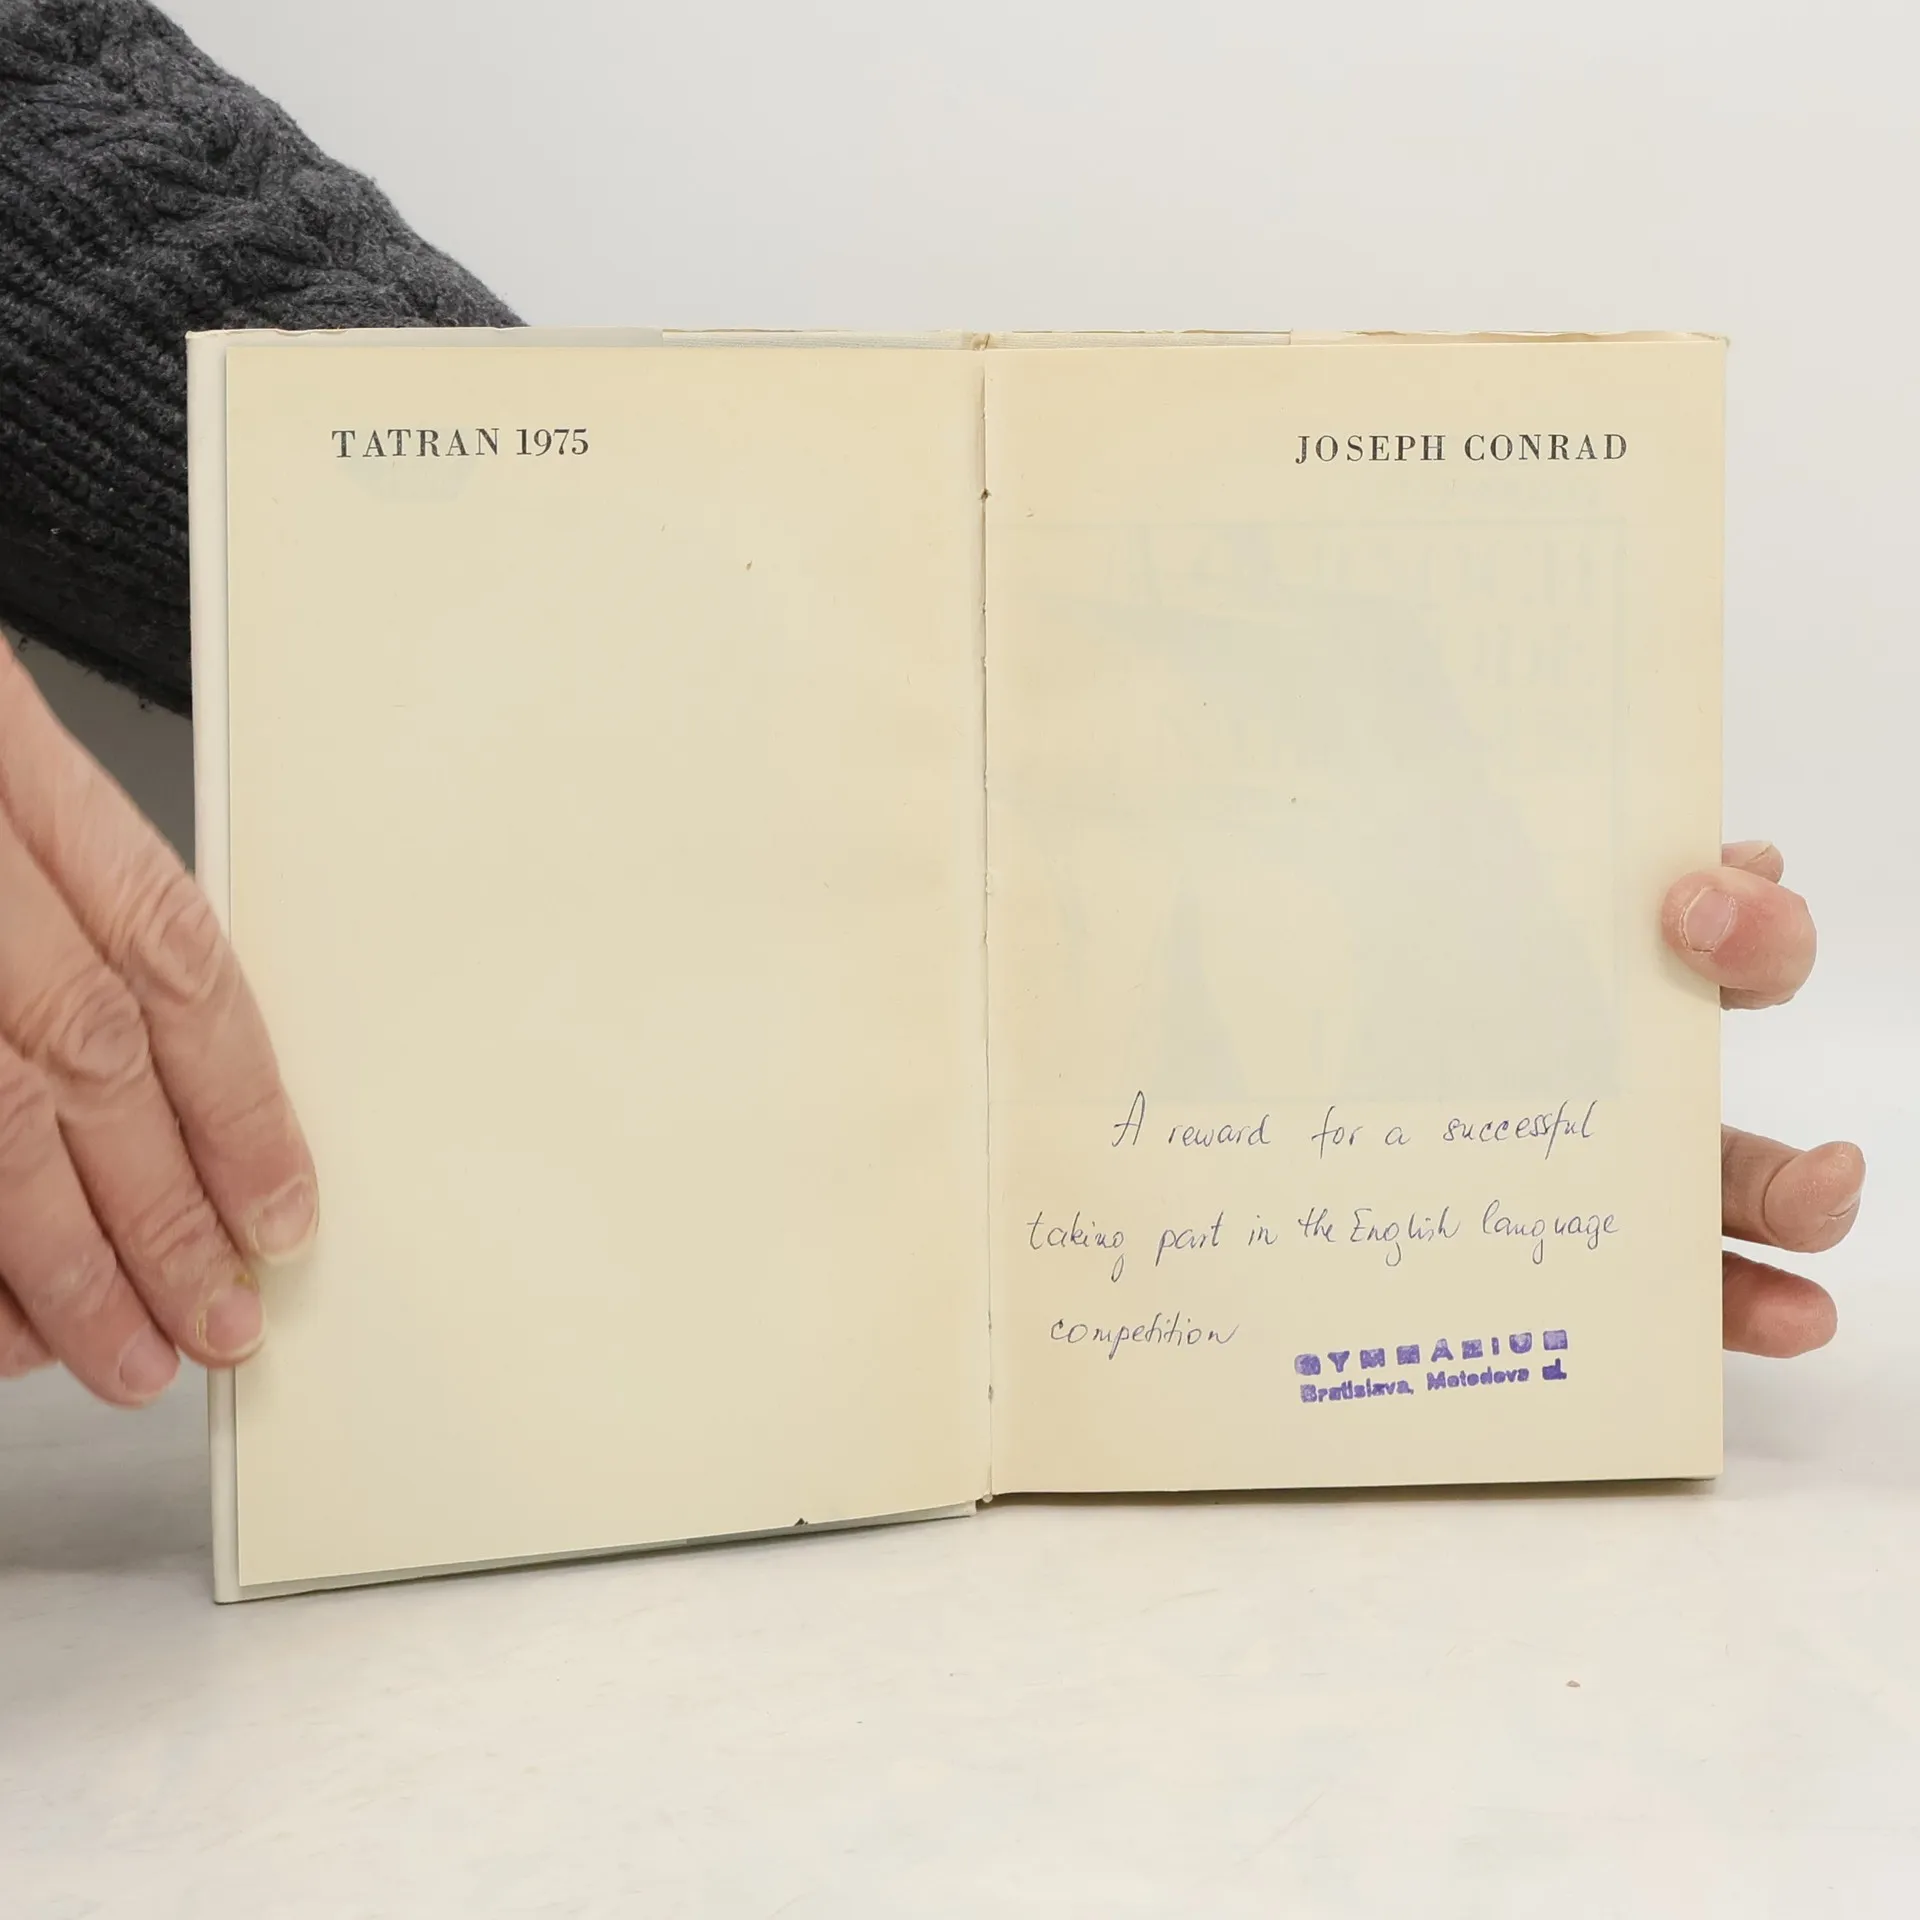 TATRAN 1975
JOSEPH CONRAD
A reward for a successful
taking part in the English language
competition
GYMNAZIUM
Bratislava, Metodova ul.